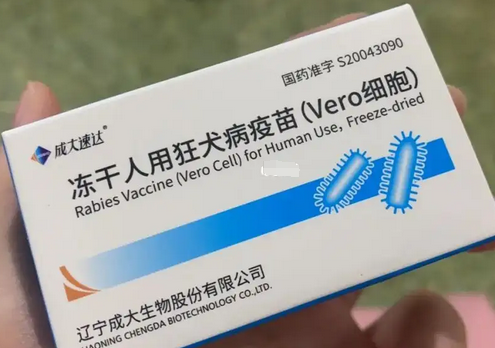 国药准字 S20043090
成大速达®
冻干人用狂犬病疫苗(Vero细胞)
Rabies Vaccine (Vero Cell) for Human Use, Freeze-dried
辽宁成大生物股份有限公司
LIAONING CHENGDA BIOTECHNOLOGY CO.,LTD.